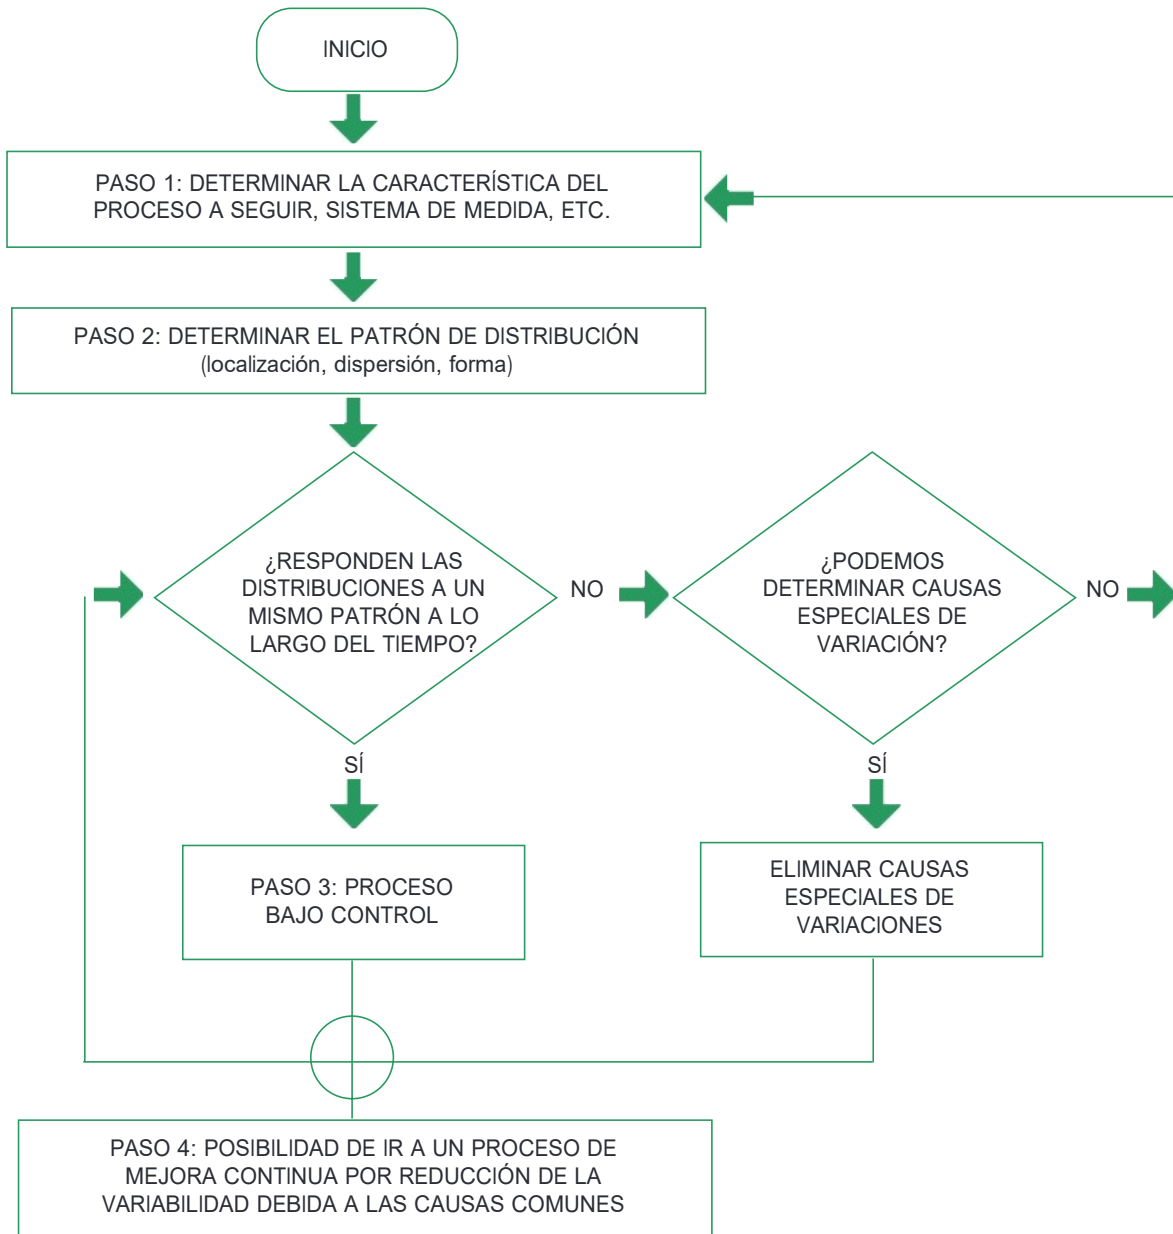 INICIO
PASO 1: DETERMINAR LA CARACTERÍSTICA DEL
PROCESO A SEGUIR, SISTEMA DE MEDIDA, ETC.
PASO 2: DETERMINAR EL PATRÓN DE DISTRIBUCIÓN
(localización, dispersión, forma)
¿RESPONDEN LAS
DISTRIBUCIONES A UN
MISMO PATRÓN A LO
LARGO DEL TIEMPO?
NO
¿PODEMOS
DETERMINAR CAUSAS
ESPECIALES DE
VARIACIÓN?
NO
SÍ
SÍ
PASO 3: PROCESO
BAJO CONTROL
ELIMINAR CAUSAS
ESPECIALES DE
VARIACIONES
PASO 4: POSIBILIDAD DE IR A UN PROCESO DE
MEJORA CONTINUA POR REDUCCIÓN DE LA
VARIABILIDAD DEBIDA A LAS CAUSAS COMUNES